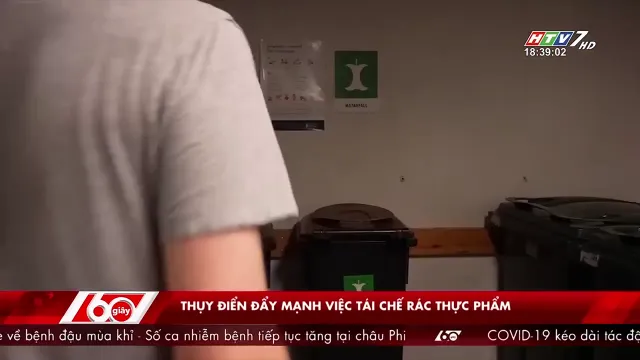 HTV7 HD
18:39:02
MATAVFALL
60 giây
THỤY ĐIỂN ĐẨY MẠNH VIỆC TÁI CHẾ RÁC THỰC PHẨM
e về bệnh đậu mùa khỉ - Số ca nhiễm bệnh tiếp tục tăng tại châu Phi 60 COVID-19 kéo dài tác độ